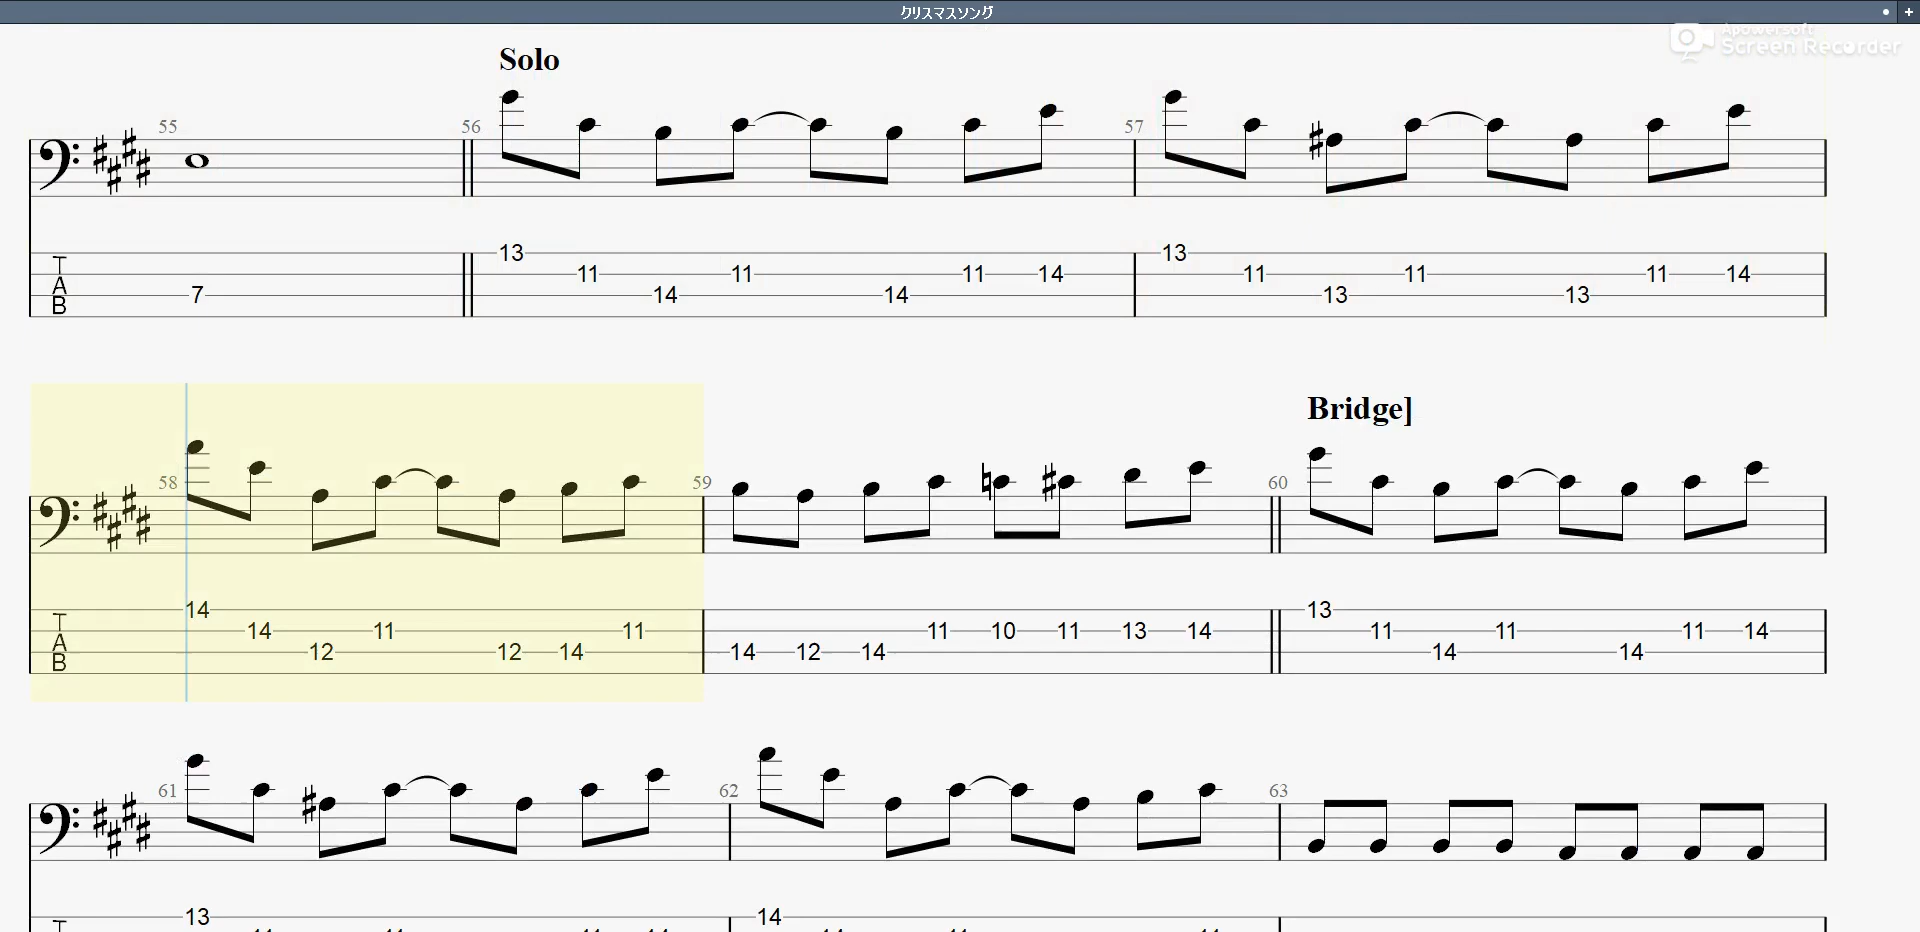 クリスマスソング
Apowersoft
Screen Recorder
Solo
55 56 57
13 13
11 11 11 14 11 11 11 14
7 14 14 13 13
TAB
Bridge]
58 59 60
14 13
14 11 11 11 10 11 13 14 11 11 11 14
12 12 14 14 12 14 14 14
TAB
61 62 63
13 14
T